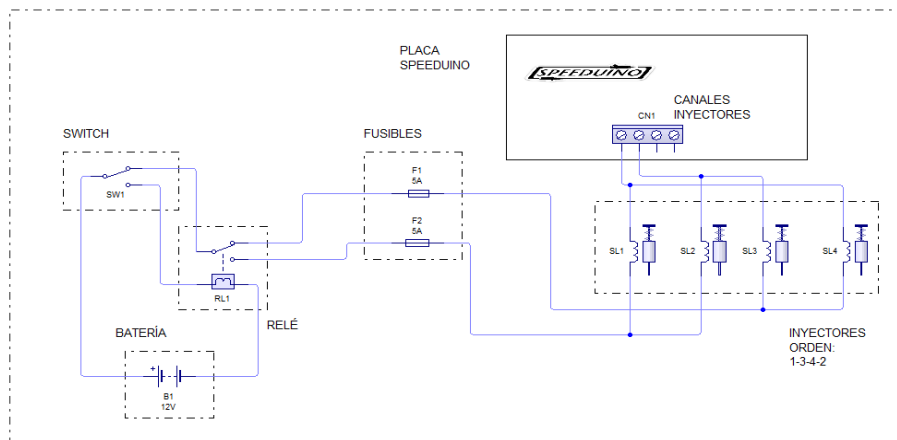 PLACA
SPEEDUINO
[SPEEDUINO]
CANALES
INYECTORES
CN1
SWITCH
SW1
FUSIBLES
F1
5A
F2
5A
RL1
RELÉ
SL1
SL2
SL3
SL4
BATERÍA
+
B1
12V
INYECTORES
ORDEN:
1-3-4-2